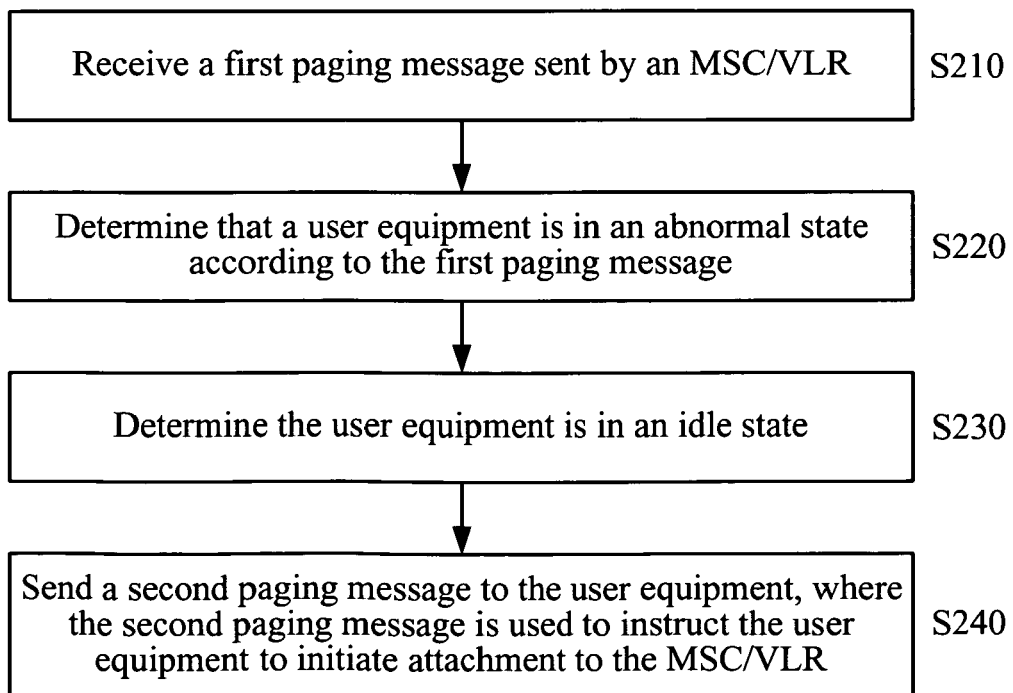 Receive a first paging message sent by an MSC/VLR
S210
Determine that a user equipment is in an abnormal state
according to the first paging message
S220
Determine the user equipment is in an idle state
S230
Send a second paging message to the user equipment, where
the second paging message is used to instruct the user
equipment to initiate attachment to the MSC/VLR
S240